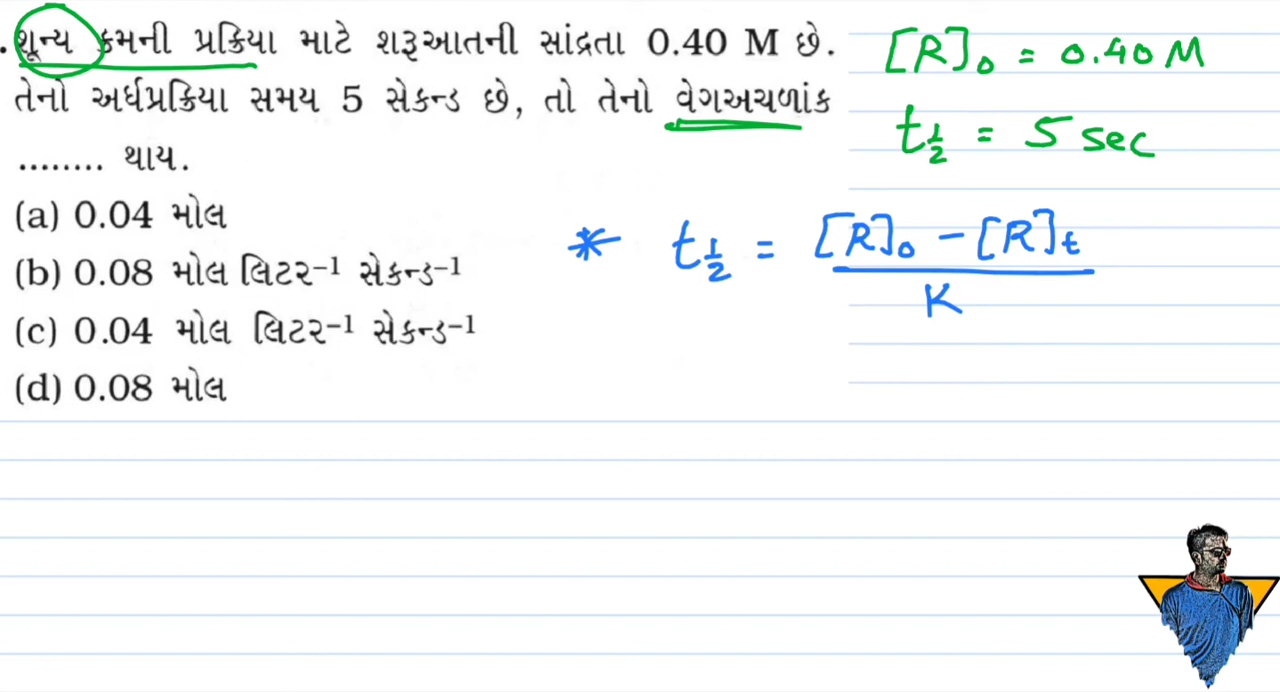 . શૂન્ય ક્રમની પ્રક્રિયા માટે શરૂઆતની સાંદ્રતા 0.40 M છે.
તેનો અર્ધપ્રક્રિયા સમય 5 સેકન્ડ છે, તો તેનો વેગઅચળાંક
........ થાય.
(a) 0.04 મોલ
(b) 0.08 મોલ લિટર⁻¹ સેકન્ડ⁻¹
(c) 0.04 મોલ લિટર⁻¹ સેકન્ડ⁻¹
(d) 0.08 મોલ
[R]₀ = 0.40 M
t½ = 5 sec
* t½ = [R]₀ - [R]t
K